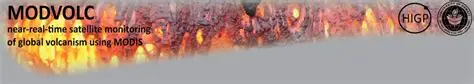 MODVOLC
near-real-time satellite monitoring
of global volcanism using MODIS
HIGP